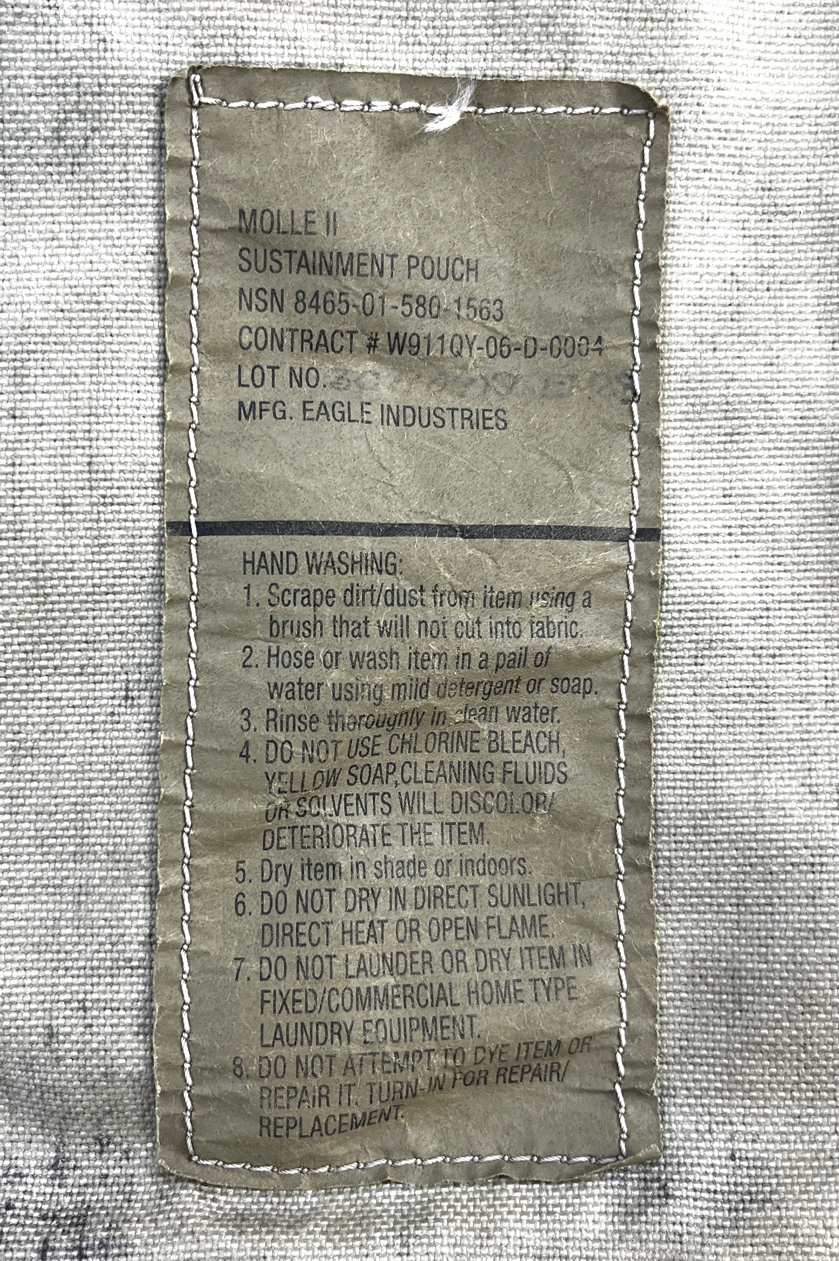 MOLLE II
SUSTAINMENT POUCH
NSN 8465-01-580-1563
CONTRACT # W911QY-06-D-0004
LOT NO.
MFG. EAGLE INDUSTRIES
HAND WASHING:
1. Scrape dirt/dust from item using a
brush that will not cut into fabric.
2. Hose or wash item in a pail of
water using mild detergent or soap.
3. Rinse thoroughly in clean water.
4. DO NOT USE CHLORINE BLEACH,
YELLOW SOAP,CLEANING FLUIDS
OR SOLVENTS WILL DISCOLOR/
DETERIORATE THE ITEM.
5. Dry item in shade or indoors.
6. DO NOT DRY IN DIRECT SUNLIGHT,
DIRECT HEAT OR OPEN FLAME.
7. DO NOT LAUNDER OR DRY ITEM IN
FIXED/COMMERCIAL HOME TYPE
LAUNDRY EQUIPMENT.
8. DO NOT ATTEMPT TO DYE ITEM OR
REPAIR IT. TURN-IN FOR REPAIR/
REPLACEMENT.